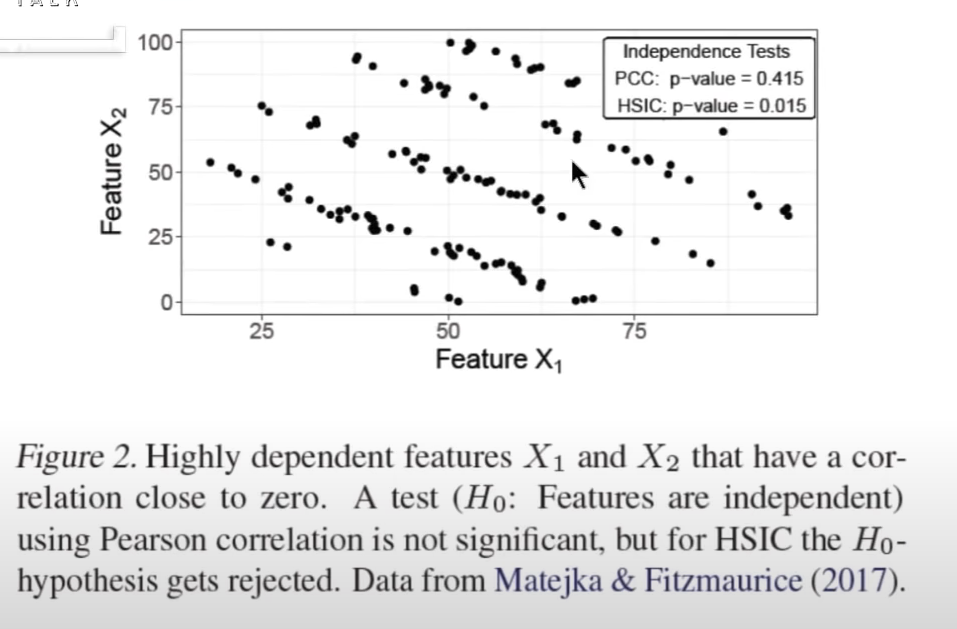 TALK
100
75
50
25
0
Feature X2
Independence Tests
PCC: p-value = 0.415
HSIC: p-value = 0.015
25 50 75
Feature X1
Figure 2. Highly dependent features X1 and X2 that have a cor-
relation close to zero. A test (H0: Features are independent)
using Pearson correlation is not significant, but for HSIC the H0-
hypothesis gets rejected. Data from Matejka & Fitzmaurice (2017).